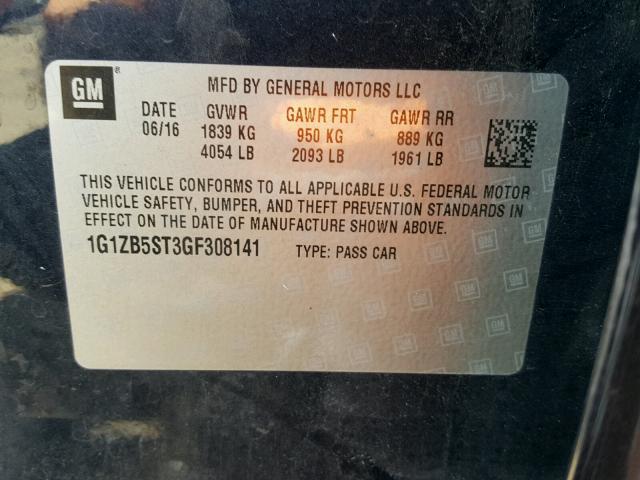 GM ®
MFD BY GENERAL MOTORS LLC
DATE GVWR GAWR FRT GAWR RR
06/16 1839 KG 950 KG 889 KG
4054 LB 2093 LB 1961 LB
THIS VEHICLE CONFORMS TO ALL APPLICABLE U.S. FEDERAL MOTOR
VEHICLE SAFETY, BUMPER, AND THEFT PREVENTION STANDARDS IN
EFFECT ON THE DATE OF MANUFACTURE SHOWN ABOVE.
1G1ZB5ST3GF308141 TYPE: PASS CAR